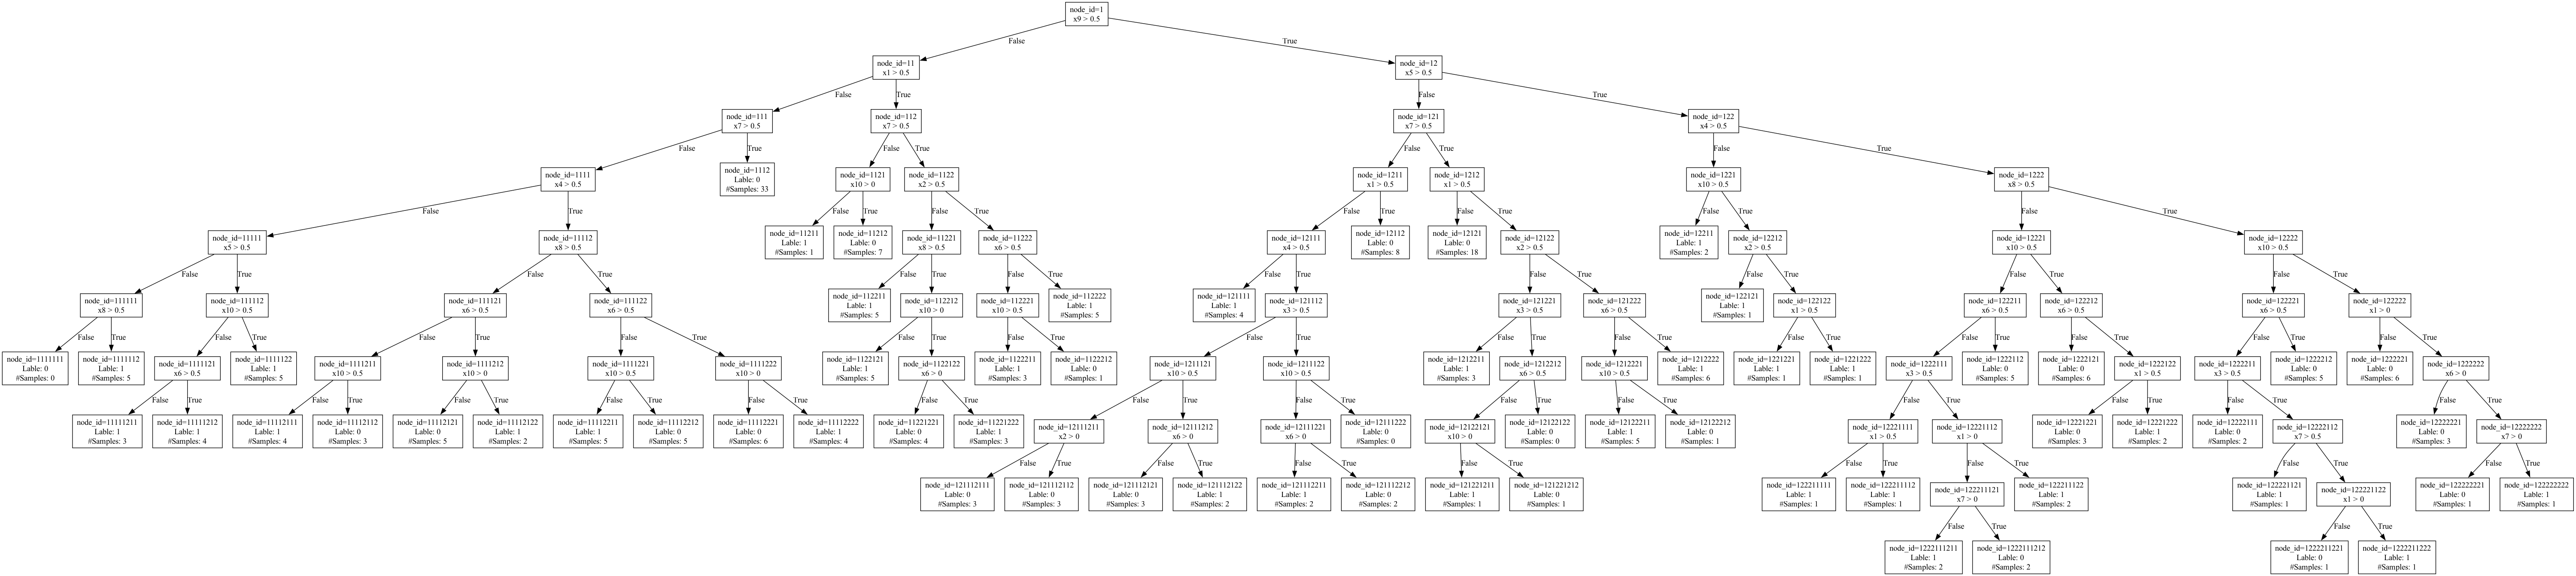 node_id=1
x9 > 0.5
False
True
node_id=11
x1 > 0.5
node_id=12
x5 > 0.5
False
True
False
True
node_id=111
x7 > 0.5
node_id=112
x7 > 0.5
node_id=121
x7 > 0.5
node_id=122
x4 > 0.5
False
True
False
True
False
True
False
True
node_id=1111
x4 > 0.5
node_id=1112
Lable: 0
#Samples: 33
node_id=1121
x10 > 0
node_id=1122
x2 > 0.5
node_id=1211
x1 > 0.5
node_id=1212
x1 > 0.5
node_id=1221
x10 > 0.5
node_id=1222
x8 > 0.5
False
True
False
True
False
True
False
True
False
True
False
True
False
True
node_id=11111
x5 > 0.5
node_id=11112
x8 > 0.5
node_id=11211
Lable: 1
#Samples: 1
node_id=11212
Lable: 0
#Samples: 7
node_id=11221
x8 > 0.5
node_id=11222
x6 > 0.5
node_id=12111
x4 > 0.5
node_id=12112
Lable: 0
#Samples: 8
node_id=12121
Lable: 0
#Samples: 18
node_id=12122
x2 > 0.5
node_id=12211
Lable: 1
#Samples: 2
node_id=12212
x2 > 0.5
node_id=12221
x10 > 0.5
node_id=12222
x10 > 0.5
False
True
False
True
False
True
False
True
False
True
False
True
False
True
False
True
False
True
node_id=111111
x8 > 0.5
node_id=111112
x10 > 0.5
node_id=111121
x6 > 0.5
node_id=111122
x6 > 0.5
node_id=112211
Lable: 1
#Samples: 5
node_id=112212
x10 > 0
node_id=112221
x10 > 0.5
node_id=112222
Lable: 1
#Samples: 5
node_id=121111
Lable: 1
#Samples: 4
node_id=121112
x3 > 0.5
node_id=121221
x3 > 0.5
node_id=121222
x6 > 0.5
node_id=122121
Lable: 1
#Samples: 1
node_id=122122
x1 > 0.5
node_id=122211
x6 > 0.5
node_id=122212
x6 > 0.5
node_id=122221
x6 > 0.5
node_id=122222
x1 > 0
False
True
False
True
False
True
False
True
False
True
False
True
False
True
False
True
False
True
False
True
False
True
False
True
False
True
False
True
node_id=1111111
Lable: 0
#Samples: 0
node_id=1111112
Lable: 1
#Samples: 5
node_id=1111121
x6 > 0.5
node_id=1111122
Lable: 1
#Samples: 5
node_id=1111211
x10 > 0.5
node_id=1111212
x10 > 0
node_id=1111221
x10 > 0.5
node_id=1111222
x10 > 0
node_id=1122121
Lable: 1
#Samples: 5
node_id=1122122
x6 > 0
node_id=1122211
Lable: 1
#Samples: 3
node_id=1122212
Lable: 0
#Samples: 1
node_id=1211121
x10 > 0.5
node_id=1211122
x10 > 0.5
node_id=1212211
Lable: 1
#Samples: 3
node_id=1212212
x6 > 0.5
node_id=1212221
x10 > 0.5
node_id=1212222
Lable: 1
#Samples: 6
node_id=1221221
Lable: 1
#Samples: 1
node_id=1221222
Lable: 1
#Samples: 1
node_id=1222111
x3 > 0.5
node_id=1222112
Lable: 0
#Samples: 5
node_id=1222121
Lable: 0
#Samples: 6
node_id=1222122
x1 > 0.5
node_id=1222211
x3 > 0.5
node_id=1222212
Lable: 0
#Samples: 5
node_id=1222221
Lable: 0
#Samples: 6
node_id=1222222
x6 > 0
False
True
False
True
False
True
False
True
False
True
False
True
False
True
False
True
False
True
False
True
False
True
False
True
False
True
False
True
node_id=11111211
Lable: 1
#Samples: 3
node_id=11111212
Lable: 1
#Samples: 4
node_id=11112111
Lable: 1
#Samples: 4
node_id=11112112
Lable: 0
#Samples: 3
node_id=11112121
Lable: 0
#Samples: 5
node_id=11112122
Lable: 1
#Samples: 2
node_id=11112211
Lable: 1
#Samples: 5
node_id=11112212
Lable: 0
#Samples: 5
node_id=11112221
Lable: 0
#Samples: 6
node_id=11112222
Lable: 1
#Samples: 4
node_id=11221221
Lable: 0
#Samples: 4
node_id=11221222
Lable: 1
#Samples: 3
node_id=12111211
x2 > 0
node_id=12111212
x6 > 0
node_id=12111221
x6 > 0
node_id=12111222
Lable: 0
#Samples: 0
node_id=12122121
x10 > 0
node_id=12122122
Lable: 0
#Samples: 0
node_id=12122211
Lable: 1
#Samples: 5
node_id=12122212
Lable: 0
#Samples: 1
node_id=12221111
x1 > 0.5
node_id=12221112
x1 > 0
node_id=12221221
Lable: 0
#Samples: 3
node_id=12221222
Lable: 1
#Samples: 2
node_id=12222111
Lable: 0
#Samples: 2
node_id=12222112
x7 > 0.5
node_id=12222221
Lable: 0
#Samples: 3
node_id=12222222
x7 > 0
False
True
False
True
False
True
False
True
False
True
False
True
False
True
False
True
node_id=121112111
Lable: 0
#Samples: 3
node_id=121112112
Lable: 0
#Samples: 3
node_id=121112121
Lable: 0
#Samples: 3
node_id=121112122
Lable: 1
#Samples: 2
node_id=121112211
Lable: 1
#Samples: 2
node_id=121112212
Lable: 0
#Samples: 2
node_id=121221211
Lable: 1
#Samples: 1
node_id=121221212
Lable: 0
#Samples: 1
node_id=122211111
Lable: 1
#Samples: 1
node_id=122211112
Lable: 1
#Samples: 1
node_id=122211121
x7 > 0
node_id=122211122
Lable: 1
#Samples: 2
node_id=122221121
Lable: 1
#Samples: 1
node_id=122221122
x1 > 0
node_id=122222221
Lable: 0
#Samples: 1
node_id=122222222
Lable: 1
#Samples: 1
False
True
False
True
node_id=1222111211
Lable: 1
#Samples: 2
node_id=1222111212
Lable: 0
#Samples: 2
node_id=1222211221
Lable: 0
#Samples: 1
node_id=1222211222
Lable: 1
#Samples: 1